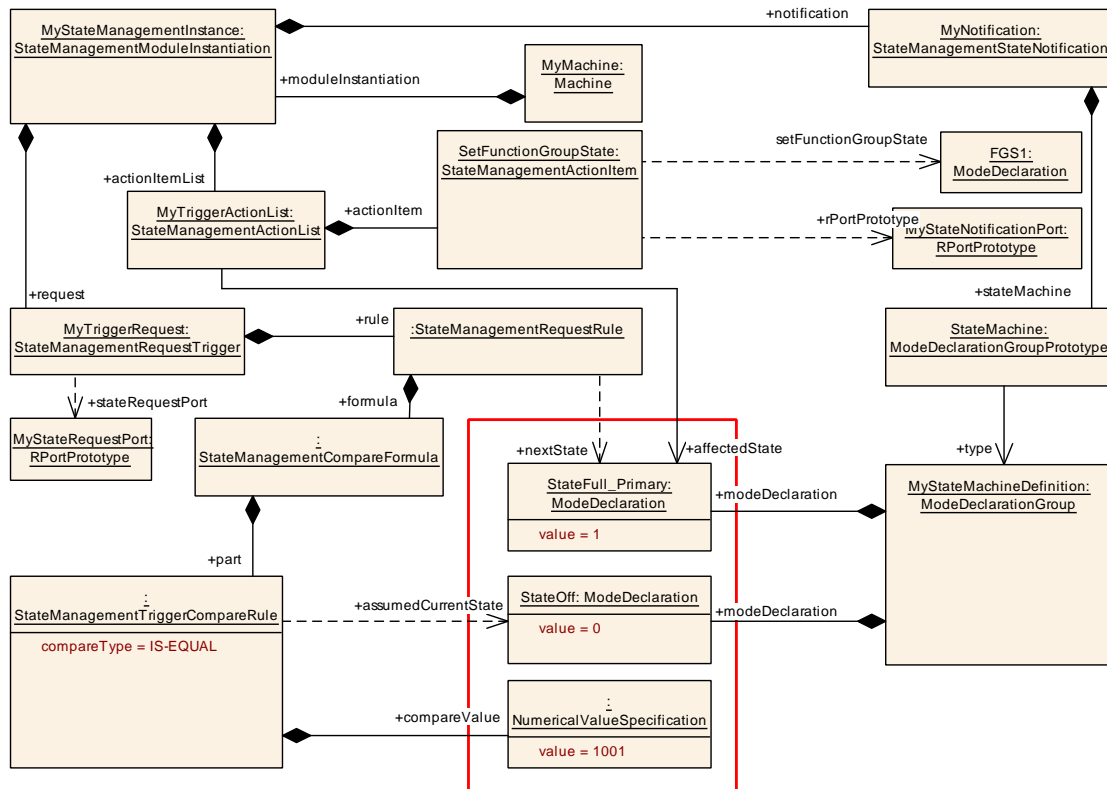 MyStateManagementInstance:
StateManagementModuleInstantiation
+notification
MyNotification:
StateManagementStateNotification
+moduleInstantiation
MyMachine:
Machine
SetFunctionGroupState:
StateManagementActionItem
setFunctionGroupState
FGS1:
ModeDeclaration
+actionItemList
MyTriggerActionList:
StateManagementActionList
+actionItem
+rPortPrototype
MyStateNotificationPort:
RPortPrototype
+request
+stateMachine
MyTriggerRequest:
StateManagementRequestTrigger
+rule
:StateManagementRequestRule
StateMachine:
ModeDeclarationGroupPrototype
+stateRequestPort
+formula
MyStateRequestPort:
RPortPrototype
:
StateManagementCompareFormula
+nextState
+affectedState
+type
StateFull_Primary:
ModeDeclaration
value = 1
+modeDeclaration
MyStateMachineDefinition:
ModeDeclarationGroup
+part
:
StateManagementTriggerCompareRule
compareType = IS-EQUAL
+assumedCurrentState
StateOff: ModeDeclaration
value = 0
+modeDeclaration
+compareValue
:
NumericalValueSpecification
value = 1001